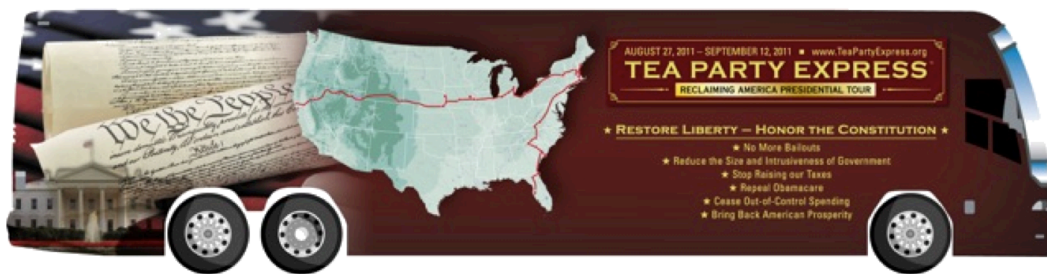 We the People
AUGUST 27, 2011 – SEPTEMBER 12, 2011 ■ www.TeaPartyExpress.org
TEA PARTY EXPRESS
RECLAIMING AMERICA PRESIDENTIAL TOUR
★ RESTORE LIBERTY – HONOR THE CONSTITUTION ★
★ No More Bailouts
★ Reduce the Size and Intrusiveness of Government
★ Stop Raising our Taxes
★ Repeal Obamacare
★ Cease Out-of-Control Spending
★ Bring Back American Prosperity